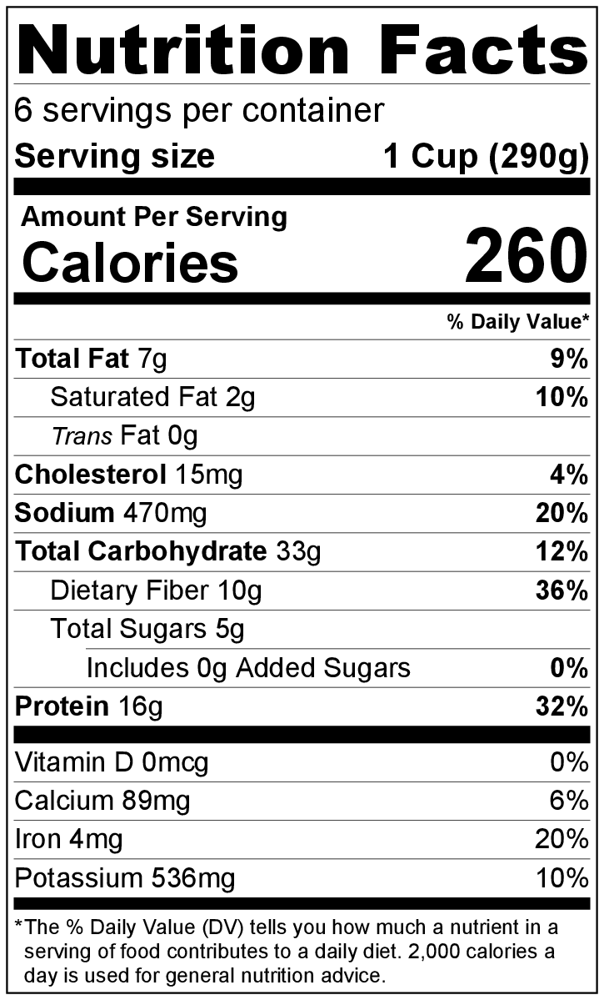 Nutrition Facts
6 servings per container
Serving size 1 Cup (290g)
Amount Per Serving
Calories 260
% Daily Value*
Total Fat 7g 9%
Saturated Fat 2g 10%
Trans Fat 0g
Cholesterol 15mg 4%
Sodium 470mg 20%
Total Carbohydrate 33g 12%
Dietary Fiber 10g 36%
Total Sugars 5g
Includes 0g Added Sugars 0%
Protein 16g 32%
Vitamin D 0mcg 0%
Calcium 89mg 6%
Iron 4mg 20%
Potassium 536mg 10%
*The % Daily Value (DV) tells you how much a nutrient in a
serving of food contributes to a daily diet. 2,000 calories a
day is used for general nutrition advice.